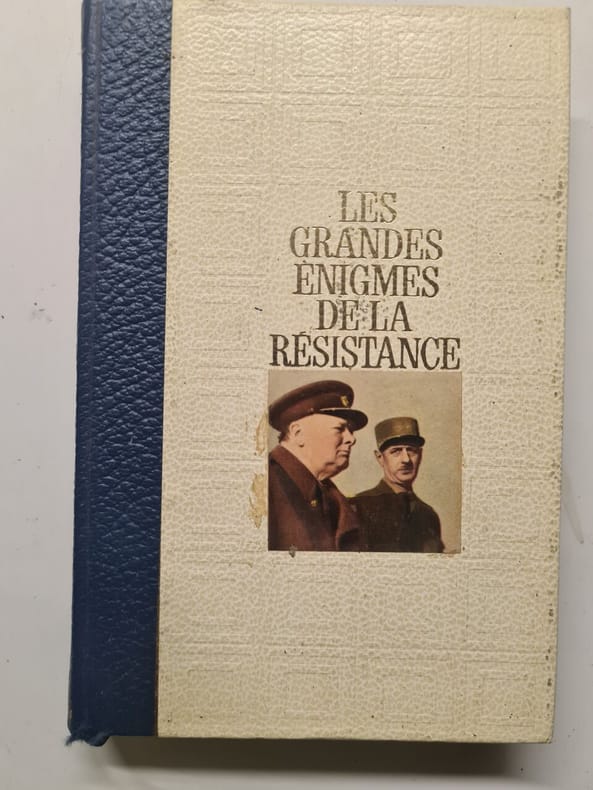 LES
GRANDES
ÉNIGMES
DE LA
RÉSISTANCE